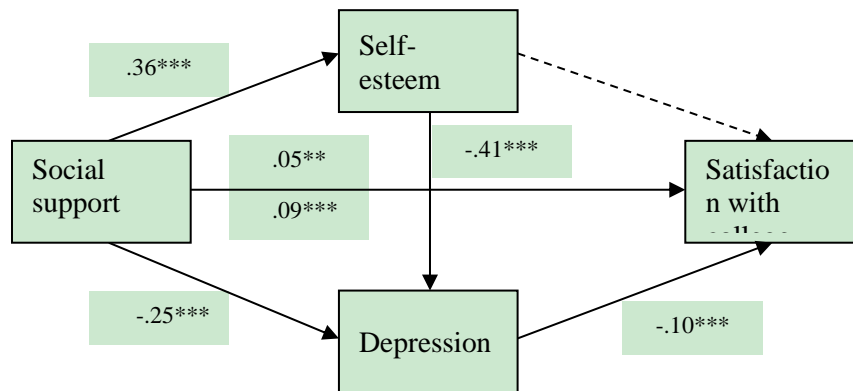 Self-
esteem
.36***
Social
support
.05**
.09***
-.41***
Satisfactio
n with
-.25***
Depression
-.10***